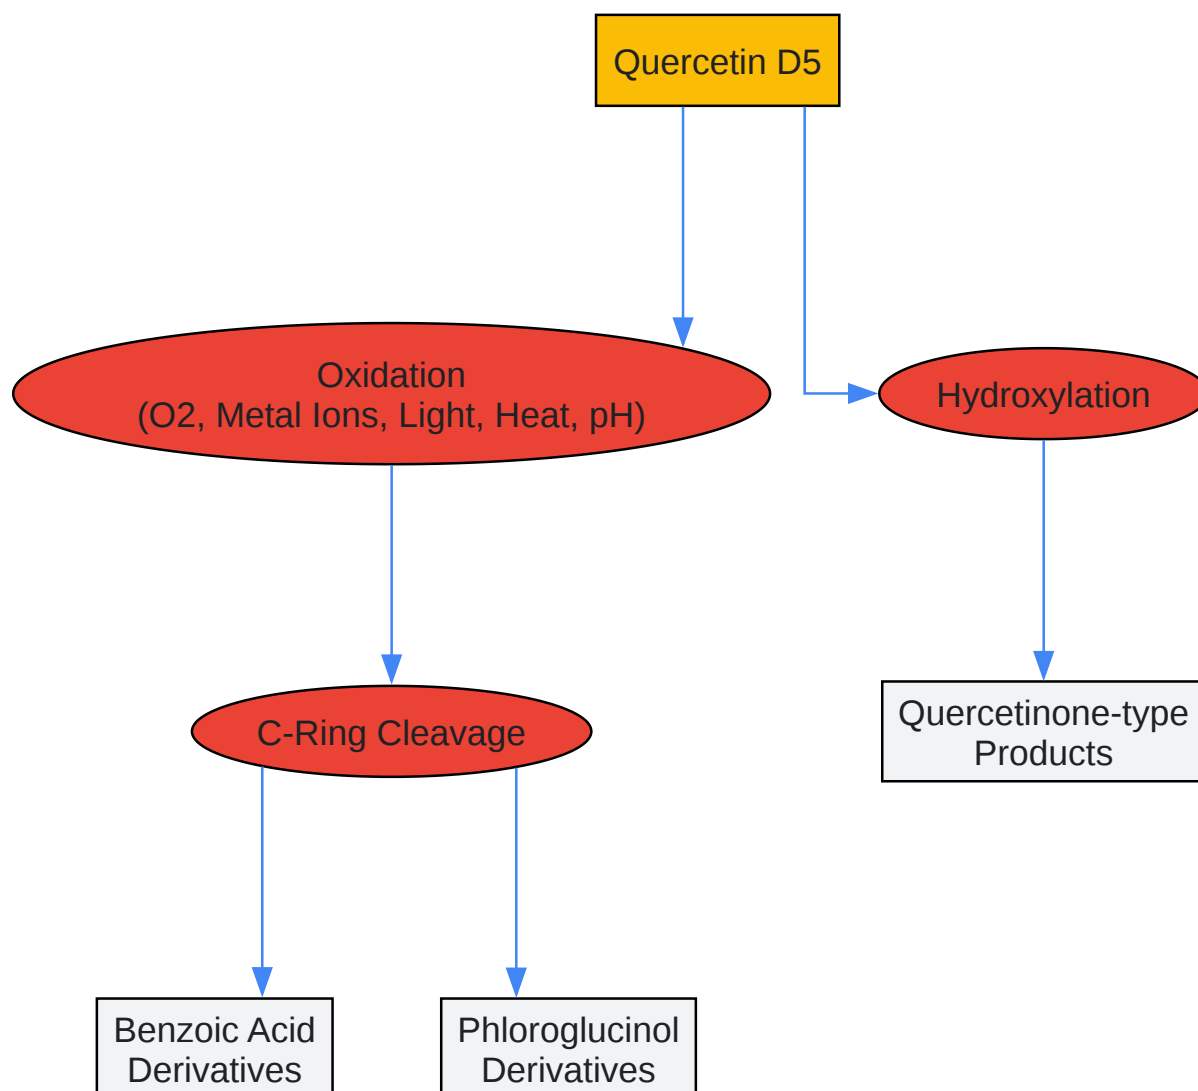 Quercetin D5
Oxidation
(O2, Metal Ions, Light, Heat, pH)
Hydroxylation
C-Ring Cleavage
Quercetinone-type
Products
Benzoic Acid
Derivatives
Phloroglucinol
Derivatives